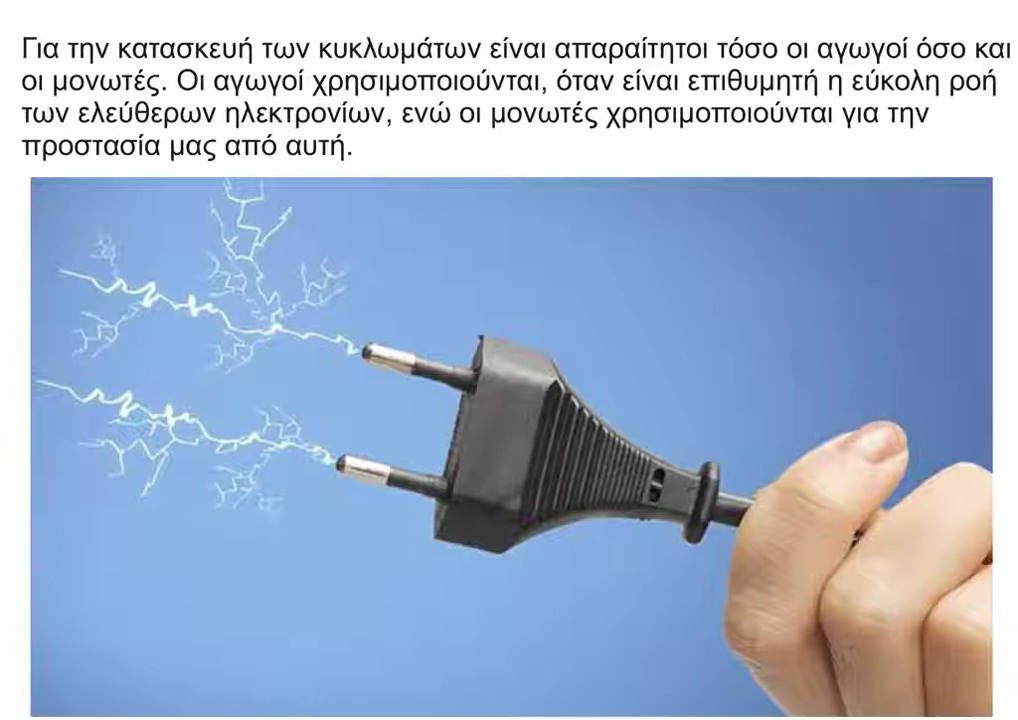 Για την κατασκευή των κυκλωμάτων είναι απαραίτητοι τόσο οι αγωγοί όσο και
οι μονωτές. Οι αγωγοί χρησιμοποιούνται, όταν είναι επιθυμητή η εύκολη ροή
των ελεύθερων ηλεκτρονίων, ενώ οι μονωτές χρησιμοποιούνται για την
προστασία μας από αυτή.